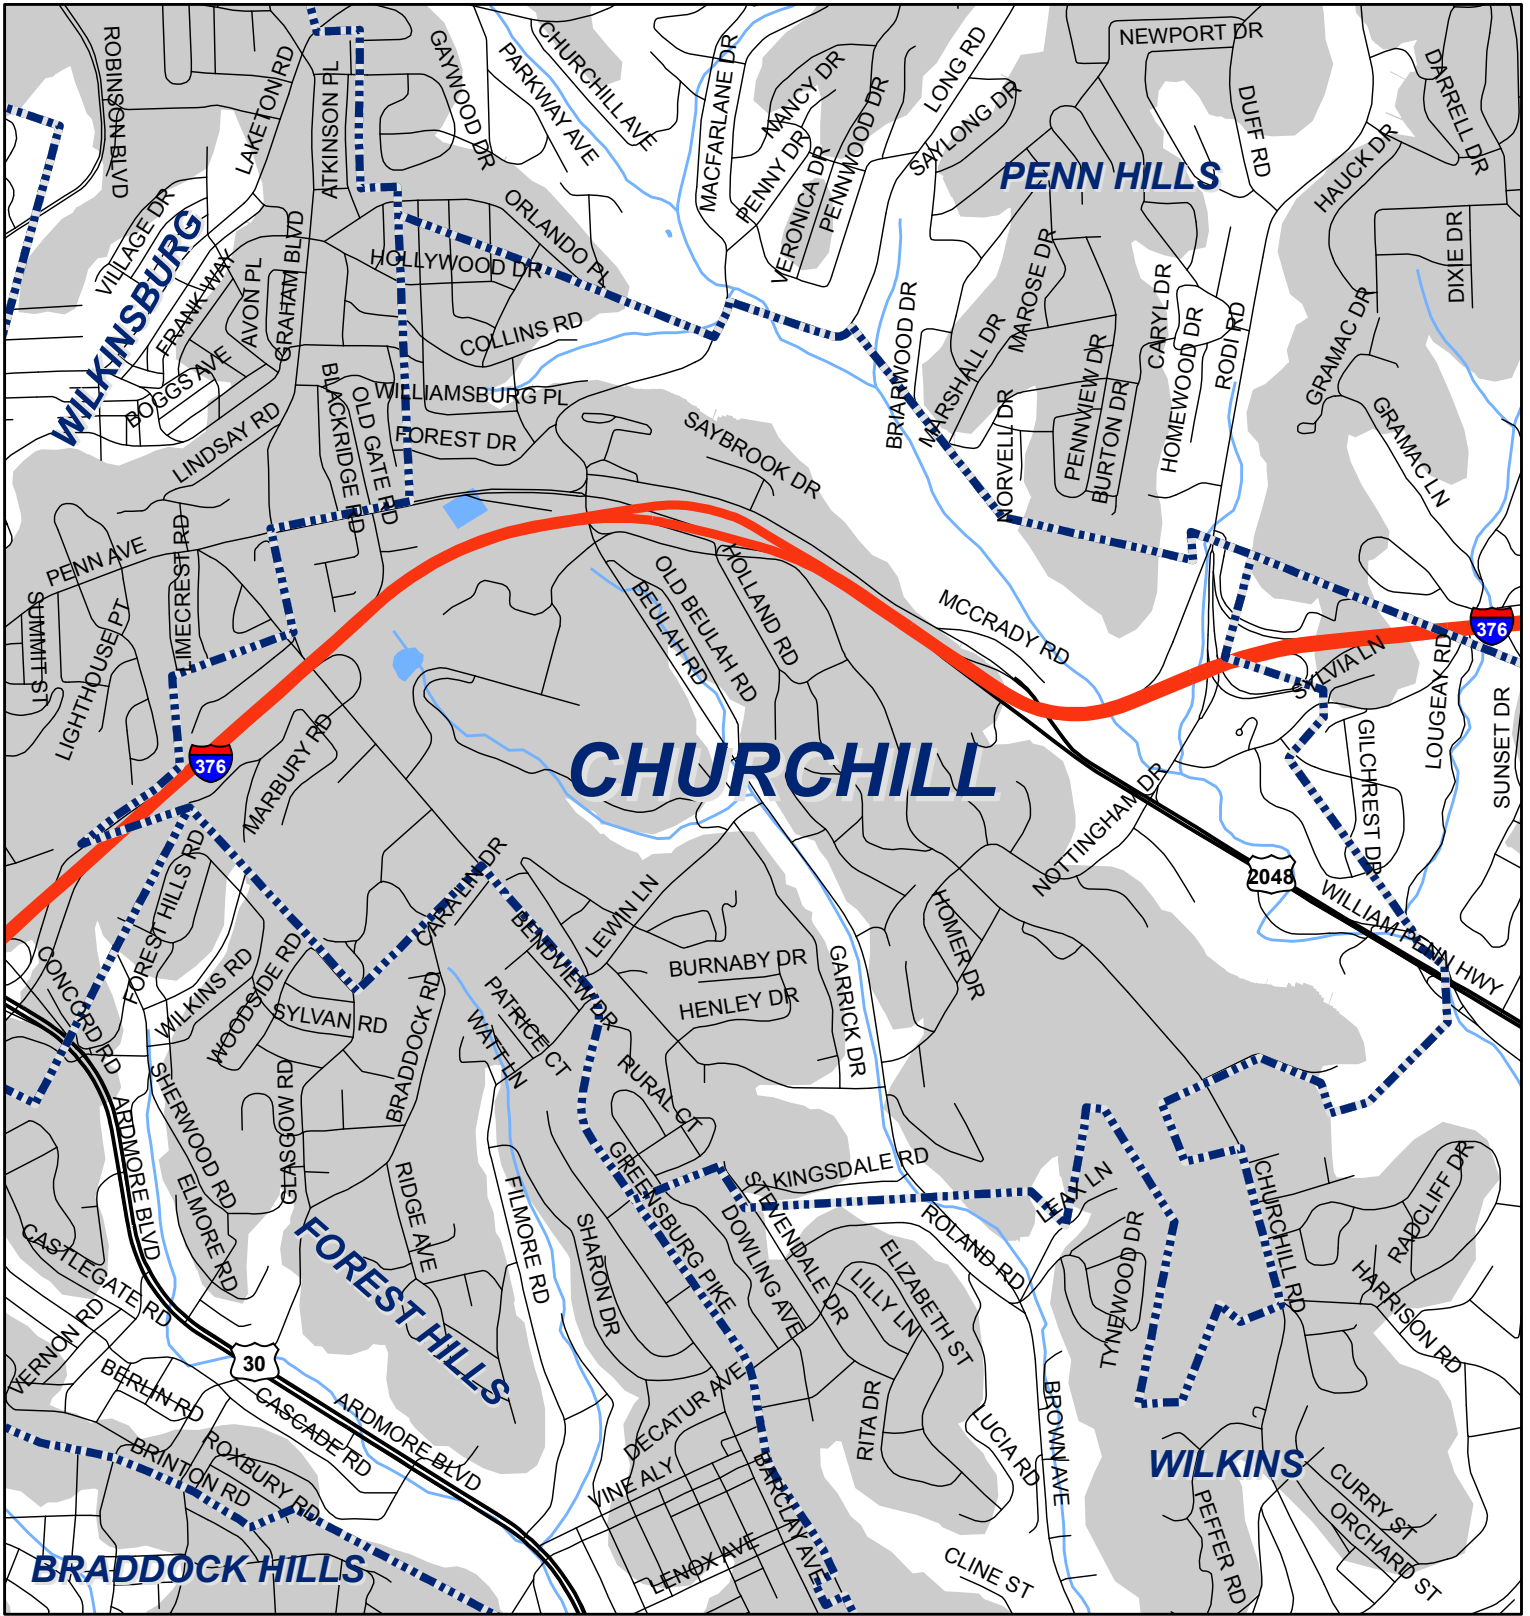 ROBINSON BLVD
LAKETON RD
ATKINSON PL
GAYWOOD DR
PARKWAY AVE
CHURCHILL AVE
MACFARLANE DR
NANCY DR
PENNY DR
VERONICA DR
PENNWOOD DR
LONG RD
SAYLONG DR
NEWPORT DR
DUFF RD
DARRELL DR
HAUCK DR
PENN HILLS
DIXIE DR
VILLAGE DR
WILKINSBURG
FRANK WAY
AVON PL
GRAHAM BLVD
BOGGS AVE
LINDSAY RD
HOLLYWOOD DR
ORLANDO PL
COLLINS RD
WILLIAMSBURG PL
FOREST DR
BLACKRIDGE RD
OLD GATE RD
SAYBROOK DR
BRIARWOOD DR
MARSHALL DR
MAROSE DR
NORVELL DR
PENNVIEW DR
BURTON DR
CARYL DR
HOMEWOOD DR
RODI RD
GRAMAC DR
GRAMAC LN
PENN AVE
LIMECREST RD
SUMMIT ST
LIGHTHOUSE PT
BEULAH RD
OLD BEULAH RD
HOLLAND RD
MCCRADY RD
376
SYLVIA LN
LOUGEAY RD
SUNSET DR
GILCHREST DR
376
MARBURY RD
CHURCHILL
NOTTINGHAM DR
2048
WILLIAM PENN HWY
FOREST HILLS RD
CARA LIN DR
BENDVIEW DR
LEWIN LN
BURNABY DR
HENLEY DR
GARRICK DR
HOMER DR
CONCORD RD
WILKINS RD
WOODSIDE RD
SYLVAN RD
BRADDOCK RD
PATRICE CT
WATT LN
RURAL CT
SHERWOOD RD
GLASGOW RD
ARDMORE BLVD
ELMORE RD
RIDGE AVE
FILMORE RD
GREENSBURG PIKE
SHARON DR
KINGSDALE RD
STEVENDALE DR
DOWLING AVE
LEAX LN
ROLAND RD
ELIZABETH ST
LILLY LN
TYNEWOOD DR
CHURCHILL RD
RADCLIFF DR
HARRISON RD
CASTLEGATE RD
VERNON RD
FOREST HILLS
30
BERLIN RD
CASCADE RD
ARDMORE BLVD
BRINTON RD
ROXBURY RD
BRADDOCK HILLS
DECATUR AVE
VINE ALY
LENOX AVE
BARCLAY AVE
RITA DR
LUCIA RD
BROWN AVE
CLINE ST
WILKINS
PEFFER RD
CURRY ST
ORCHARD ST